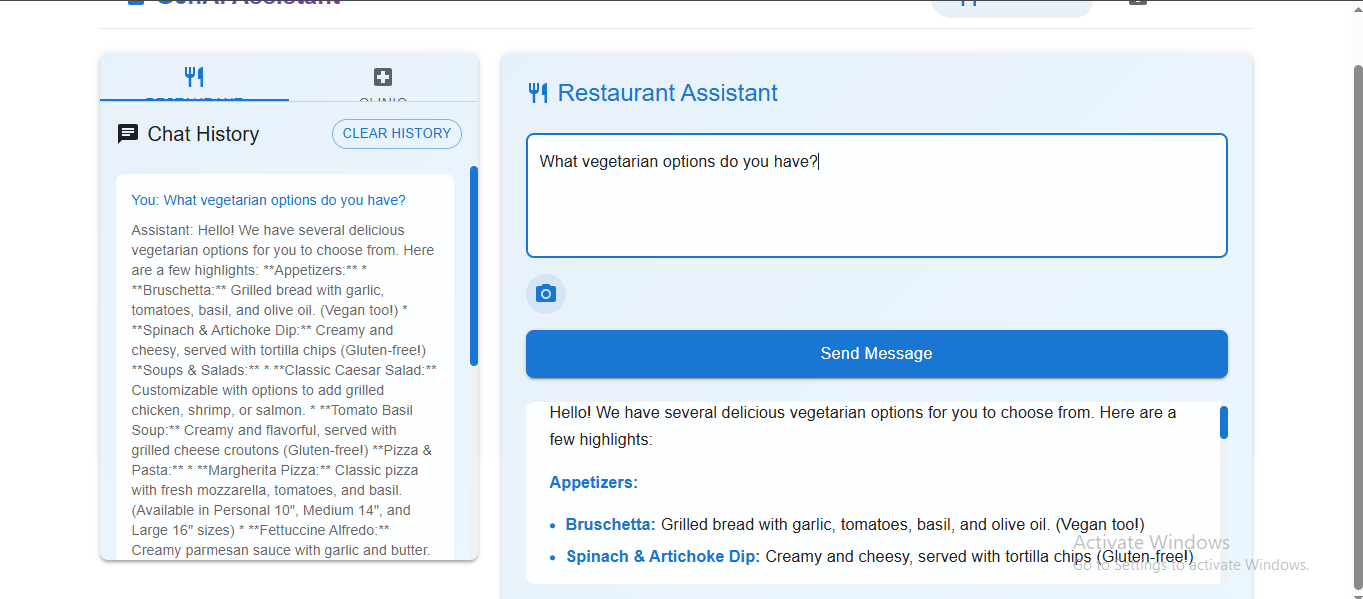 GenAI Assistant
RESTAURANT
CLINIC
Chat History
CLEAR HISTORY
You: What vegetarian options do you have?
Assistant: Hello! We have several delicious
vegetarian options for you to choose from. Here
are a few highlights: **Appetizers:** *
**Bruschetta:** Grilled bread with garlic,
tomatoes, basil, and olive oil. (Vegan too!) *
**Spinach & Artichoke Dip:** Creamy and
cheesy, served with tortilla chips (Gluten-free!)
**Soups & Salads:** * **Classic Caesar Salad:**
Customizable with options to add grilled
chicken, shrimp, or salmon. * **Tomato Basil
Soup:** Creamy and flavorful, served with
grilled cheese croutons (Gluten-free!) **Pizza &
Pasta:** * **Margherita Pizza:** Classic pizza
with fresh mozzarella, tomatoes, and basil.
(Available in Personal 10", Medium 14", and
Large 16" sizes) * **Fettuccine Alfredo:**
Creamy parmesan sauce with garlic and butter.
Restaurant Assistant
What vegetarian options do you have?
Send Message
Hello! We have several delicious vegetarian options for you to choose from. Here are a
few highlights:
Appetizers:
• Bruschetta: Grilled bread with garlic, tomatoes, basil, and olive oil. (Vegan too!)
• Spinach & Artichoke Dip: Creamy and cheesy, served with tortilla chips (Gluten-free!)
Activate Windows
Go to Settings to activate Windows.